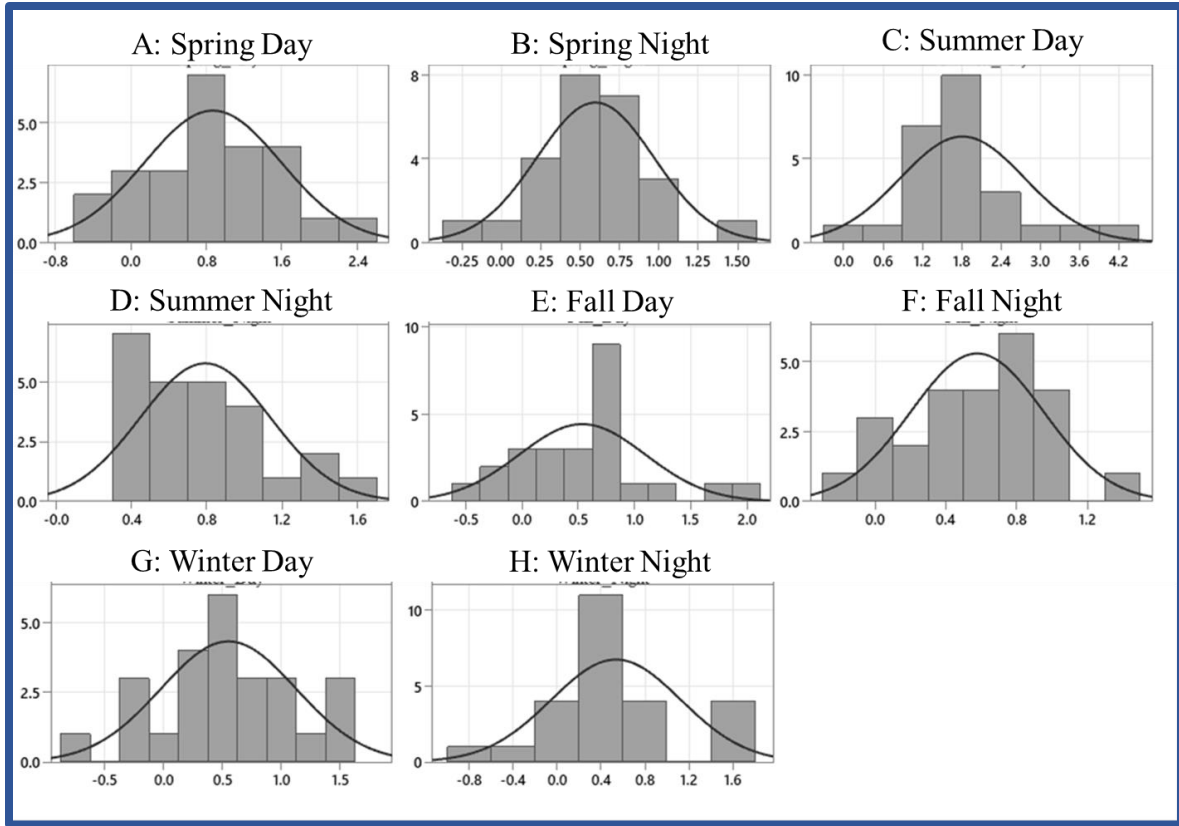 A: Spring Day
B: Spring Night
C: Summer Day
5.0
2.5
0.0
-0.8 0.0 0.8 1.6 2.4
8
4
0
-0.25 0.00 0.25 0.50 0.75 1.00 1.25 1.50
10
5
0
0.0 0.6 1.2 1.8 2.4 3.0 3.6 4.2
D: Summer Night
E: Fall Day
F: Fall Night
5.0
2.5
0.0
-0.0 0.4 0.8 1.2 1.6
10
5
0
-0.5 0.0 0.5 1.0 1.5 2.0
5.0
2.5
0.0
0.0 0.4 0.8 1.2
G: Winter Day
H: Winter Night
5.0
2.5
0.0
-0.5 0.0 0.5 1.0 1.5
10
5
0
-0.8 -0.4 0.0 0.4 0.8 1.2 1.6